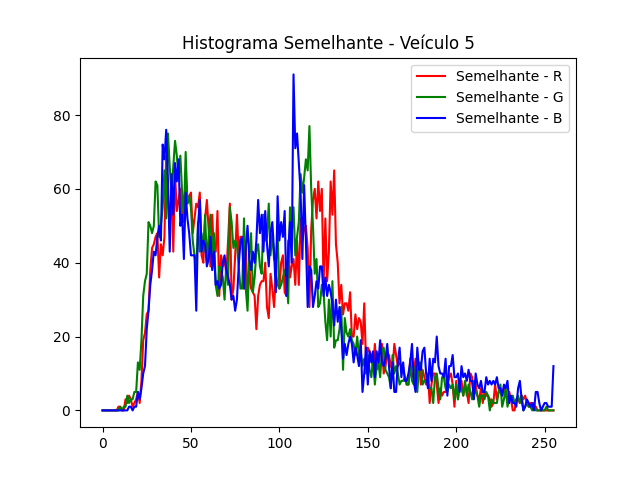 Histograma Semelhante - Veículo 5
Semelhante - R
Semelhante - G
Semelhante - B
80
60
40
20
0
0 50 100 150 200 250